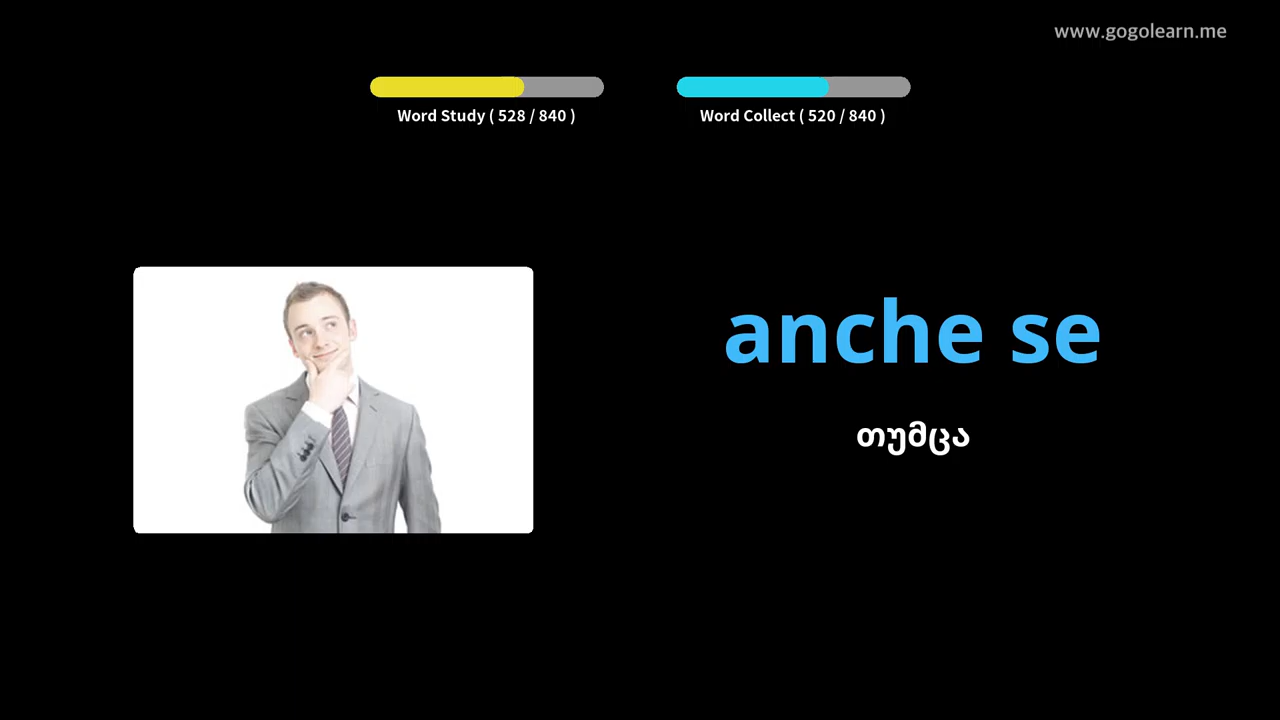 www.gogolearn.me
Word Study ( 528 / 840 )
Word Collect ( 520 / 840 )
anche se
თუმცა